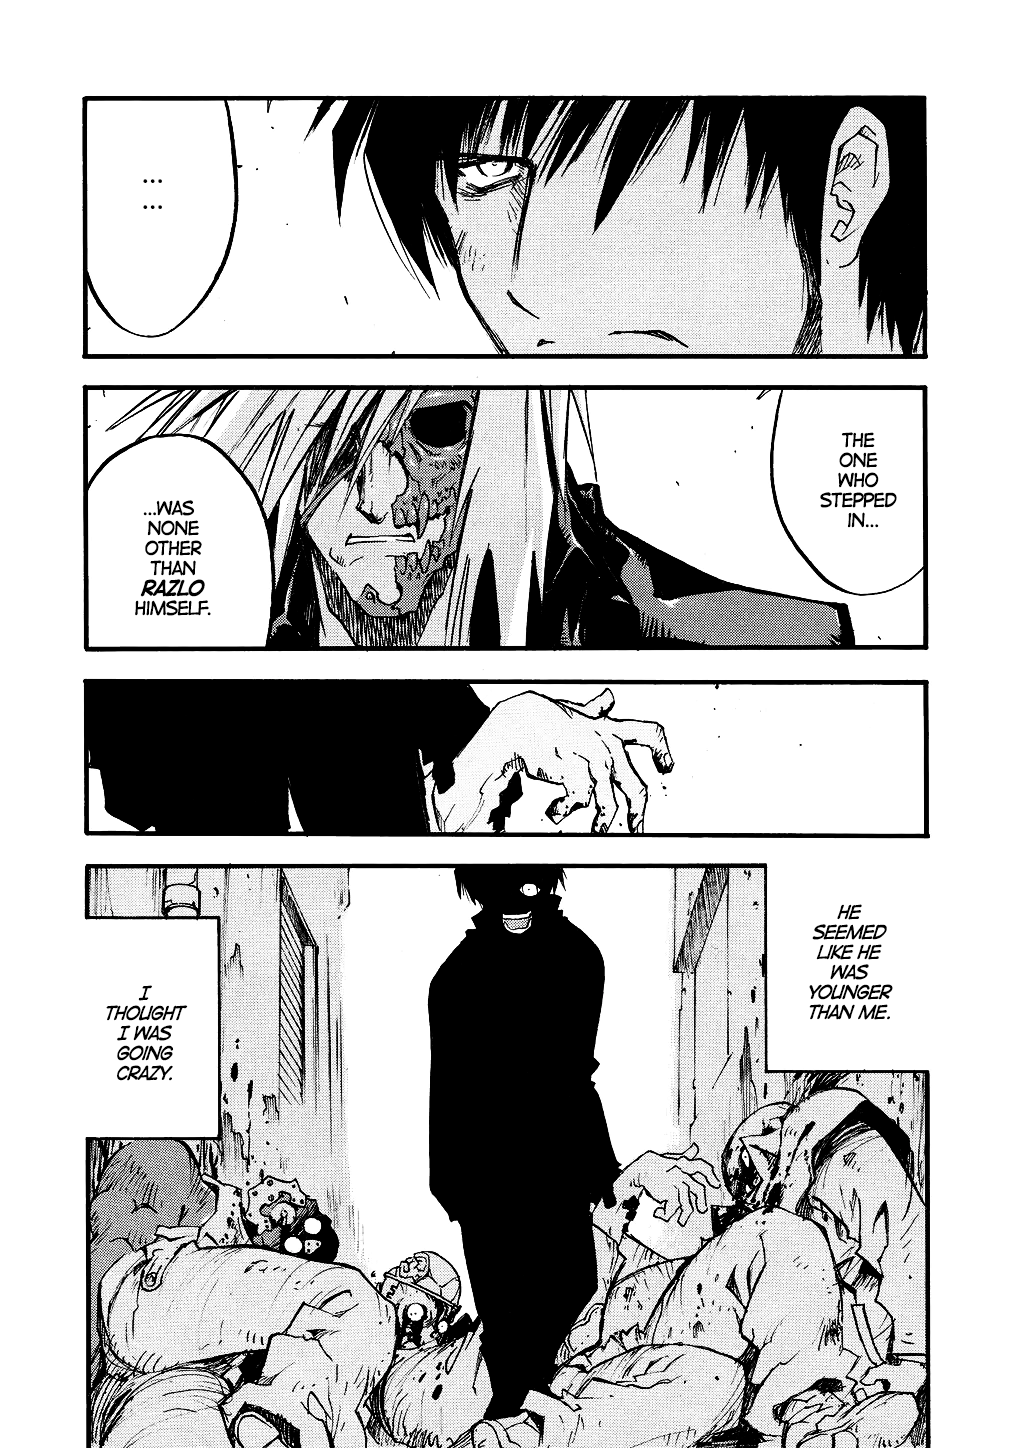 ...
...
THE
ONE
WHO
STEPPED
IN...
...WAS
NONE
OTHER
THAN
RAZLO
HIMSELF.
HE
SEEMED
LIKE HE
WAS
YOUNGER
THAN ME.
I
THOUGHT
I WAS
GOING
CRAZY.